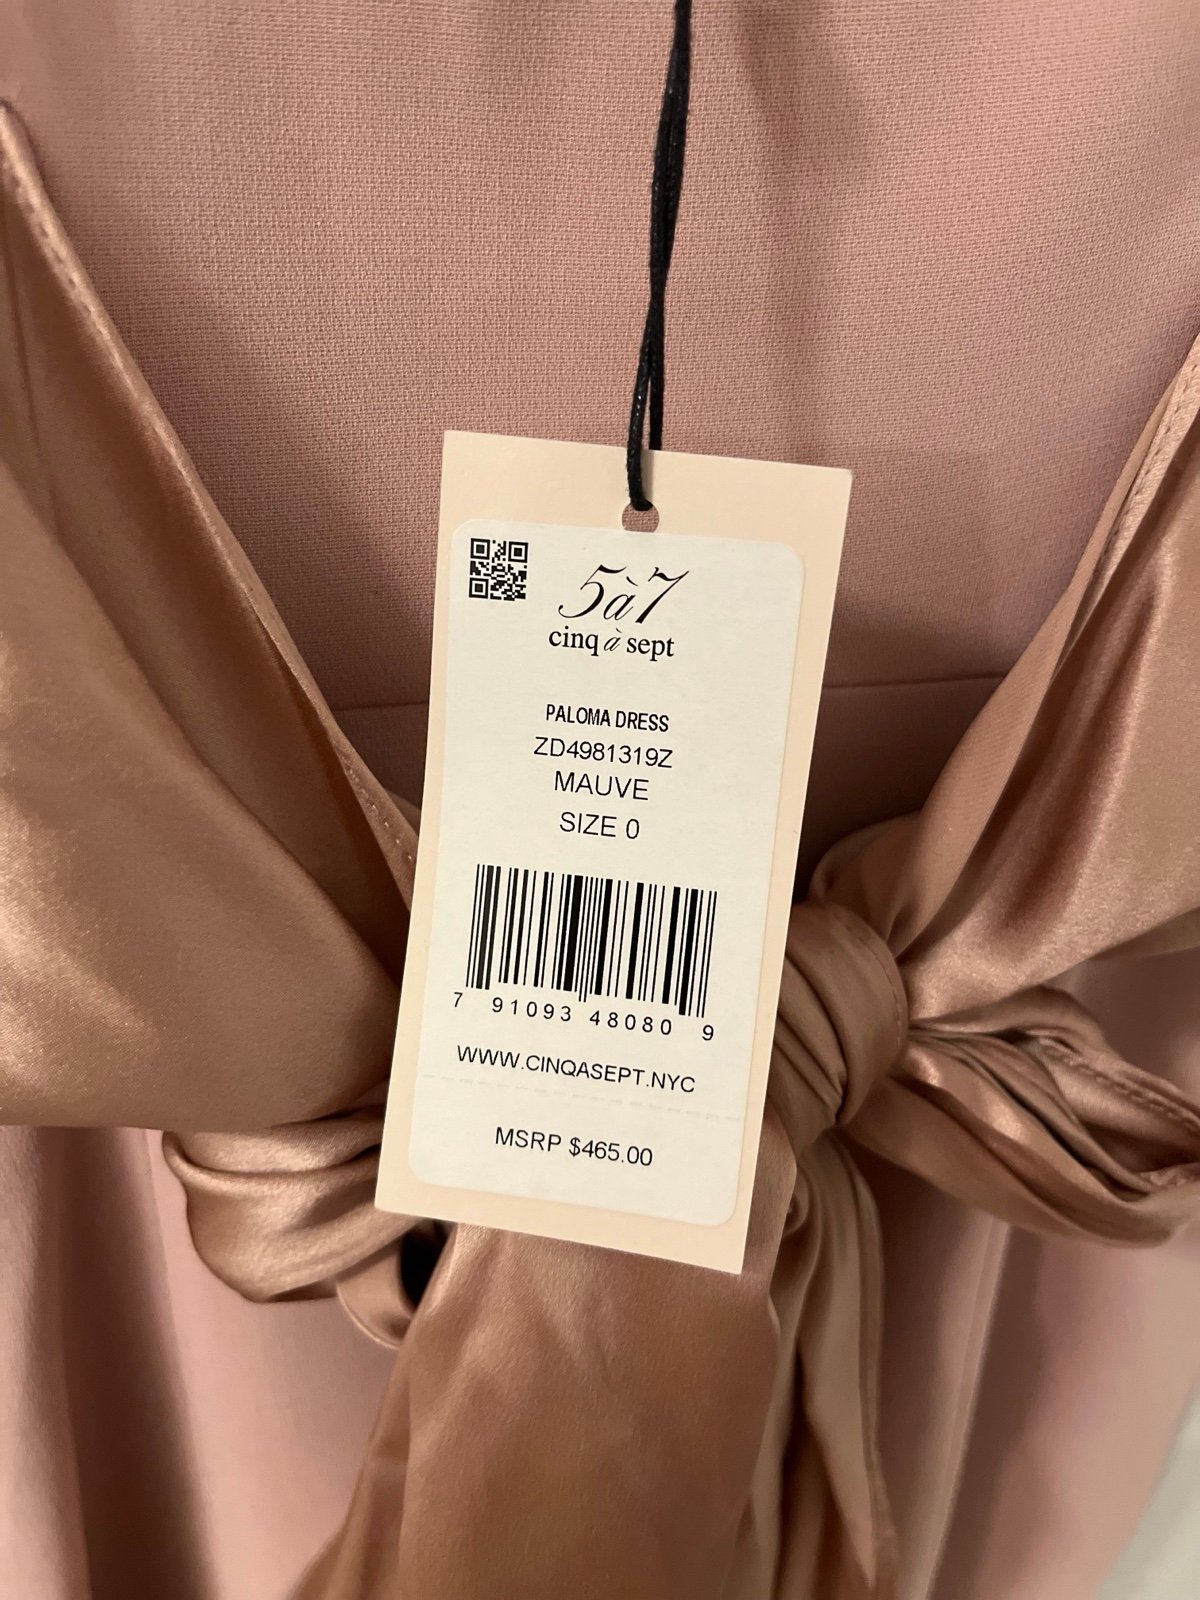 5à7
cinq à sept
PALOMA DRESS
ZD4981319Z
MAUVE
SIZE 0
7 91093 48080 9
WWW.CINQASEPT.NYC
MSRP $465.00